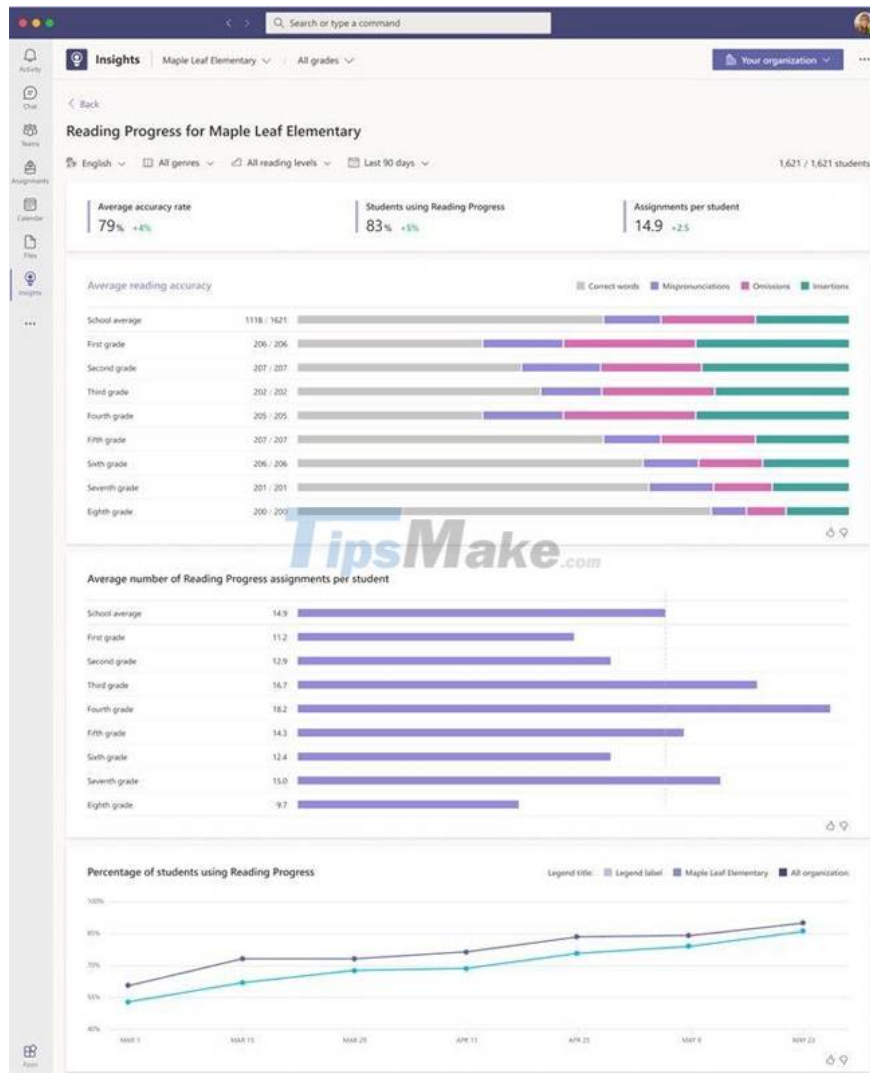 Search or type a command
Activity
Chat
Teams
Assignments
Calendar
Files
Insights
Apps
Insights Maple Leaf Elementary All grades Your organization
Back
Reading Progress for Maple Leaf Elementary
English All genres All reading levels Last 90 days 1,621 / 1,621 students
Average accuracy rate Students using Reading Progress Assignments per student
79% +4% 83% +5% 14.9 +2.5
Average reading accuracy Correct words Mispronunciations Omissions Insertions
School average 1118 / 1621
First grade 206 / 206
Second grade 207 / 207
Third grade 202 / 202
Fourth grade 205 / 205
Fifth grade 207 / 207
Sixth grade 206 / 206
Seventh grade 201 / 201
Eighth grade 200 / 200
TipsMake.com
Average number of Reading Progress assignments per student
School average 14.9
First grade 11.2
Second grade 12.9
Third grade 16.7
Fourth grade 18.2
Fifth grade 14.3
Sixth grade 12.4
Seventh grade 15.0
Eighth grade 9.7
Percentage of students using Reading Progress Legend title: Legend label Maple Leaf Elementary All organization
100%
85%
70%
55%
40%
MAR 1 MAR 15 MAR 29 APR 11 APR 25 MAY 9 MAY 23